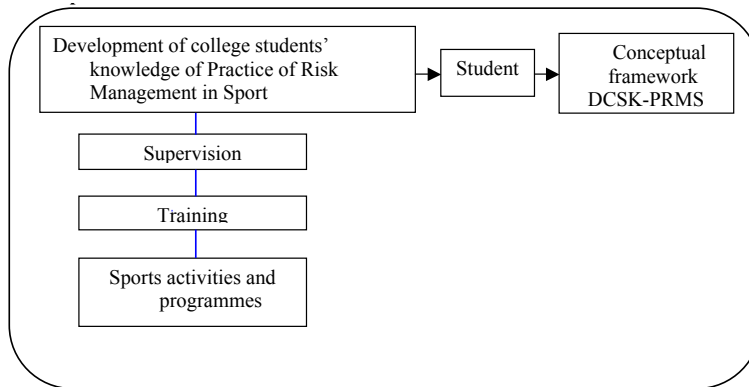 Development of college students’
knowledge of Practice of Risk
Management in Sport
Student
Conceptual
framework
DCSK-PRMS
Supervision
Training
Sports activities and
programmes